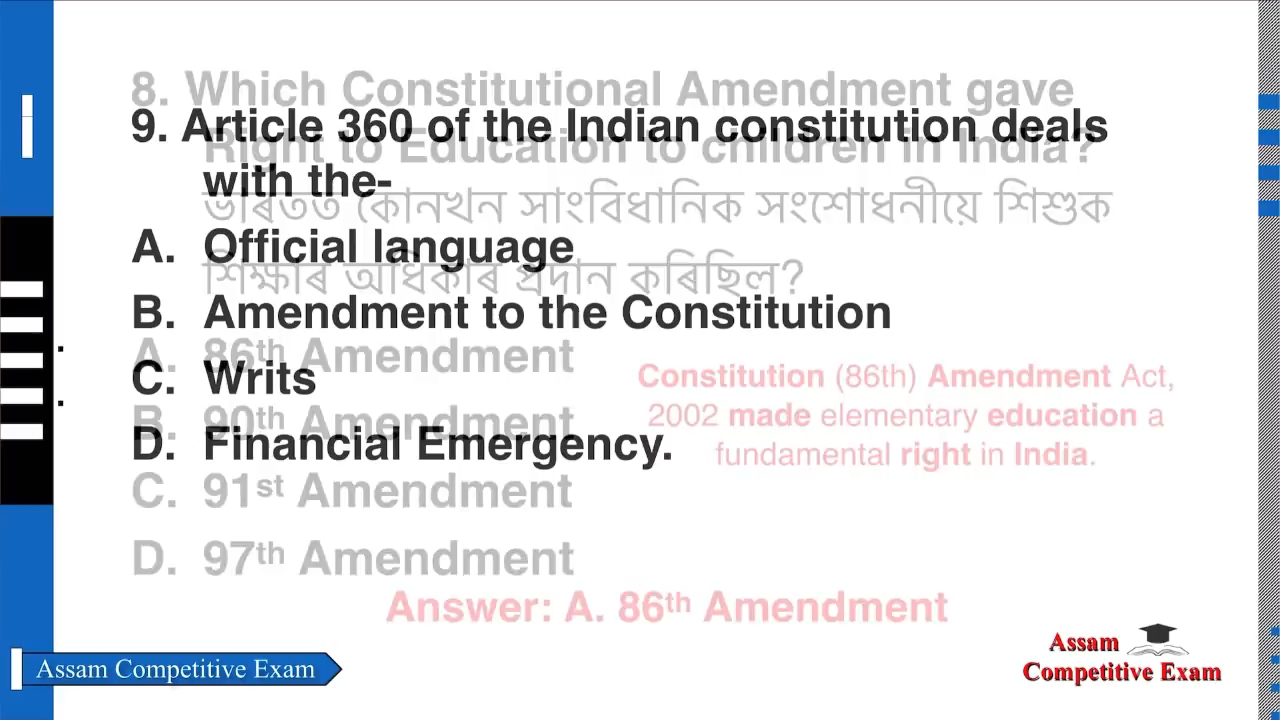 8. Which Constitutional Amendment gave
Right to Education to children in India?
ভাৰতত কোনখন সাংবিধানিক সংশোধনীয়ে শিশুক
শিক্ষাৰ অধিকাৰ প্ৰদান কৰিছিল?
A. 86th Amendment
B. 90th Amendment
C. 91st Amendment
D. 97th Amendment
Constitution (86th) Amendment Act,
2002 made elementary education a
fundamental right in India.
Answer: A. 86th Amendment
9. Article 360 of the Indian constitution deals
with the-
A. Official language
B. Amendment to the Constitution
C. Writs
D. Financial Emergency.
Assam Competitive Exam
Assam
Competitive Exam